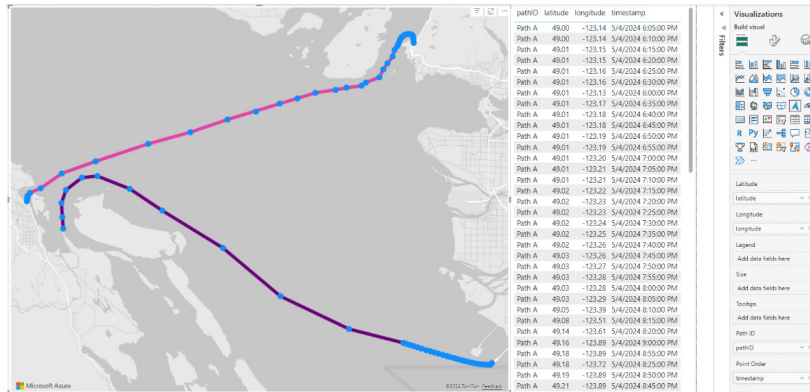 pathID latitude longitude timestamp
Path A 49.00 -123.14 5/4/2024 6:05:00 PM
Path A 49.00 -123.14 5/4/2024 6:10:00 PM
Path A 49.01 -123.15 5/4/2024 6:15:00 PM
Path A 49.01 -123.15 5/4/2024 6:20:00 PM
Path A 49.01 -123.16 5/4/2024 6:25:00 PM
Path A 49.01 -123.16 5/4/2024 6:30:00 PM
Path A 49.01 -123.13 5/4/2024 6:00:00 PM
Path A 49.01 -123.17 5/4/2024 6:35:00 PM
Path A 49.01 -123.18 5/4/2024 6:40:00 PM
Path A 49.01 -123.18 5/4/2024 6:45:00 PM
Path A 49.01 -123.19 5/4/2024 6:50:00 PM
Path A 49.01 -123.19 5/4/2024 6:55:00 PM
Path A 49.01 -123.20 5/4/2024 7:00:00 PM
Path A 49.01 -123.21 5/4/2024 7:05:00 PM
Path A 49.01 -123.21 5/4/2024 7:10:00 PM
Path A 49.02 -123.22 5/4/2024 7:15:00 PM
Path A 49.02 -123.23 5/4/2024 7:20:00 PM
Path A 49.02 -123.23 5/4/2024 7:25:00 PM
Path A 49.02 -123.24 5/4/2024 7:30:00 PM
Path A 49.02 -123.25 5/4/2024 7:35:00 PM
Path A 49.02 -123.26 5/4/2024 7:40:00 PM
Path A 49.03 -123.26 5/4/2024 7:45:00 PM
Path A 49.03 -123.27 5/4/2024 7:50:00 PM
Path A 49.03 -123.28 5/4/2024 7:55:00 PM
Path A 49.03 -123.28 5/4/2024 8:00:00 PM
Path A 49.03 -123.29 5/4/2024 8:05:00 PM
Path A 49.05 -123.39 5/4/2024 8:10:00 PM
Path A 49.08 -123.51 5/4/2024 8:15:00 PM
Path A 49.14 -123.61 5/4/2024 8:20:00 PM
Path A 49.16 -123.89 5/4/2024 9:00:00 PM
Path A 49.18 -123.89 5/4/2024 8:55:00 PM
Path A 49.18 -123.72 5/4/2024 8:25:00 PM
Path A 49.19 -123.89 5/4/2024 8:50:00 PM
Path A 49.21 -123.89 5/4/2024 8:45:00 PM
Microsoft Azure
©2024 TomTom Feedback
Filters
Visualizations
Build visual
R Py
Latitude
latitude
Longitude
longitude
Legend
Add data fields here
Size
Add data fields here
Tooltips
Add data fields here
Path ID
pathID
Point Order
timestamp